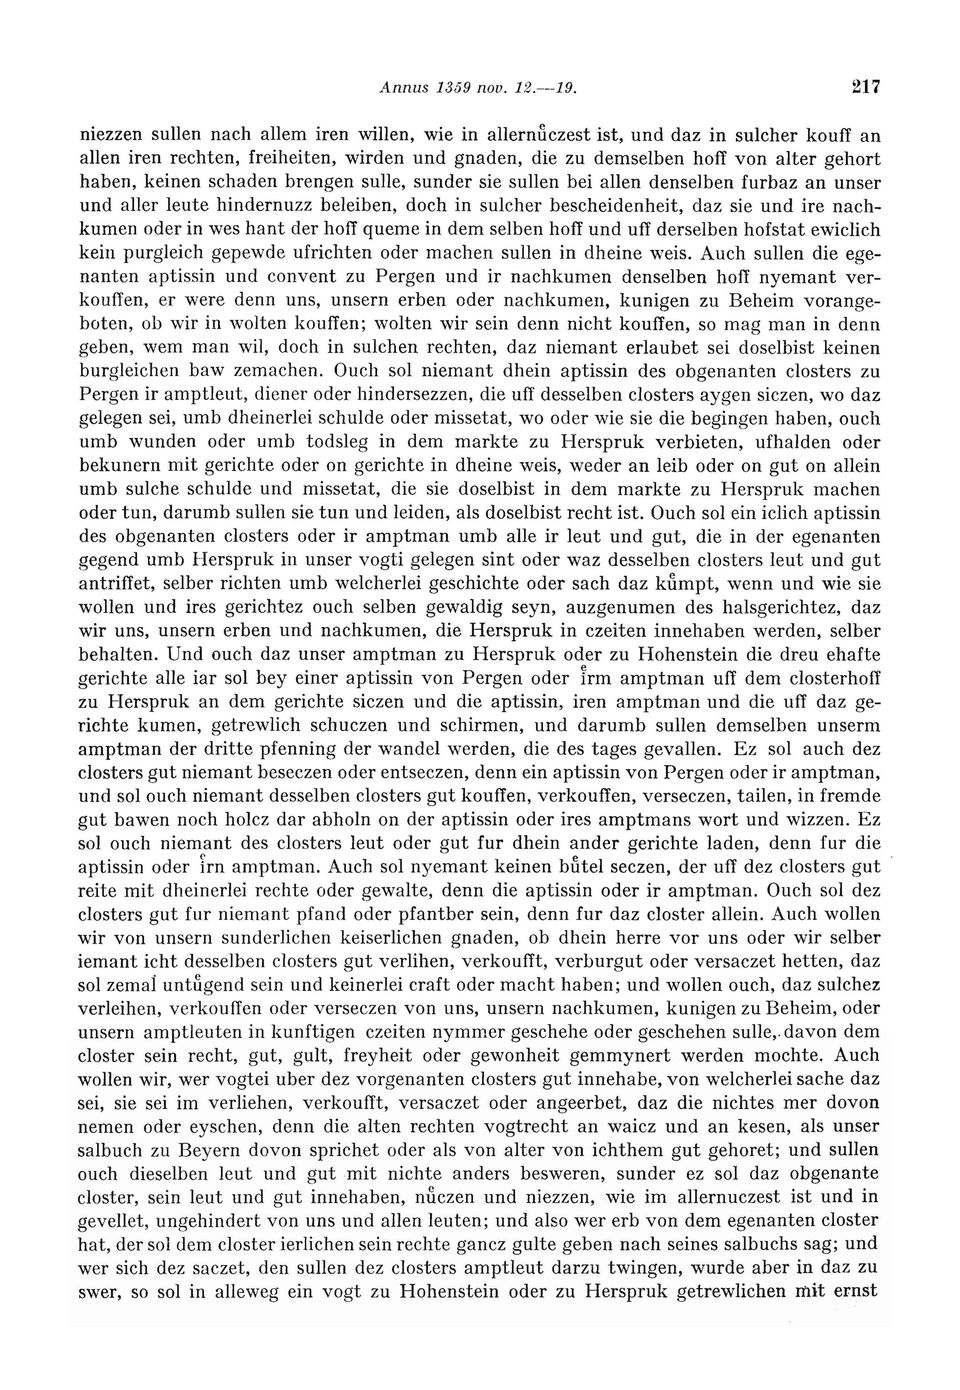 Annus 1359 nov. 12.—19. 217
niezzen sullen nach allem iren willen, wie in allernuͤczest ist, und daz in sulcher kouff an
allen iren rechten, freiheiten, wirden und gnaden, die zu demselben hoff von alter gehort
haben, keinen schaden brengen sulle, sunder sie sullen bei allen denselben furbaz an unser
und aller leute hindernuzz beleiben, doch in sulcher bescheidenheit, daz sie und ire nach-
kumen oder in wes hant der hoff queme in dem selben hoff und uff derselben hofstat ewiclich
kein purgleich gepewde ufrichten oder machen sullen in dheine weis. Auch sullen die ege-
nanten aptissin und convent zu Pergen und ir nachkumen denselben hoff nyemant ver-
kouffen, er were denn uns, unsern erben oder nachkumen, kunigen zu Beheim vorange-
boten, ob wir in wolten kouffen; wolten wir sein denn nicht kouffen, so mag man in denn
geben, wem man wil, doch in sulchen rechten, daz niemant erlaubet sei doselbist keinen
burgleichen baw zemachen. Ouch sol niemant dhein aptissin des obgenanten closters zu
Pergen ir amptleut, diener oder hindersezzen, die uff desselben closters aygen siczen, wo daz
gelegen sei, umb dheinerlei schulde oder missetat, wo oder wie sie die begingen haben, ouch
umb wunden oder umb todsleg in dem markte zu Herspruk verbieten, ufhalden oder
bekunern mit gerichte oder on gerichte in dheine weis, weder an leib oder on gut on allein
umb sulche schulde und missetat, die sie doselbist in dem markte zu Herspruk machen
oder tun, darumb sullen sie tun und leiden, als doselbist recht ist. Ouch sol ein iclich aptissin
des obgenanten closters oder ir amptman umb alle ir leut und gut, die in der egenanten
gegend umb Herspruk in unser vogti gelegen sint oder waz desselben closters leut und gut
antriffet, selber richten umb welcherlei geschichte oder sach daz kuͤmpt, wenn und wie sie
wollen und ires gerichtez ouch selben gewaldig seyn, auzgenumen des halsgerichtez, daz
wir uns, unsern erben und nachkumen, die Herspruk in czeiten innehaben werden, selber
behalten. Und ouch daz unser amptman zu Herspruk oder zu Hohenstein die dreu ehafte
gerichte alle iar sol bey einer aptissin von Pergen oder iͤrm amptman uff dem closterhoff
zu Herspruk an dem gerichte siczen und die aptissin, iren amptman und die uff daz ge-
richte kumen, getrewlich schuczen und schirmen, und darumb sullen demselben unserm
amptman der dritte pfenning der wandel werden, die des tages gevallen. Ez sol auch dez
closters gut niemant beseczen oder entseczen, denn ein aptissin von Pergen oder ir amptman,
und sol ouch niemant desselben closters gut kouffen, verkouffen, verseczen, tailen, in fremde
gut bawen noch holcz dar abholn on der aptissin oder ires amptmans wort und wizzen. Ez
sol ouch niemant des closters leut oder gut fur dhein ander gerichte laden, denn fur die
aptissin oder iͤrn amptman. Auch sol nyemant keinen buͤtel seczen, der uff dez closters gut
reite mit dheinerlei rechte oder gewalte, denn die aptissin oder ir amptman. Ouch sol dez
closters gut fur niemant pfand oder pfantber sein, denn fur daz closter allein. Auch wollen
wir von unsern sunderlichen keiserlichen gnaden, ob dhein herre vor uns oder wir selber
iemant icht desselben closters gut verlihen, verkoufft, verburgut oder versaczet hetten, daz
sol zemal untuͤgend sein und keinerlei craft oder macht haben; und wollen ouch, daz sulchez
verleihen, verkouffen oder verseczen von uns, unsern nachkumen, kunigen zu Beheim, oder
unsern amptleuten in kunftigen czeiten nymmer geschehe oder geschehen sulle, davon dem
closter sein recht, gut, gult, freyheit oder gewonheit gemmynert werden mochte. Auch
wollen wir, wer vogtei uber dez vorgenanten closters gut innehabe, von welcherlei sache daz
sei, sie sei im verliehen, verkoufft, versaczet oder angeerbet, daz die nichtes mer dovon
nemen oder eyschen, denn die alten rechten vogtrecht an waicz und an kesen, als unser
salbuch zu Beyern dovon sprichet oder als von alter von ichthem gut gehoret; und sullen
ouch dieselben leut und gut mit nichte anders besweren, sunder ez sol daz obgenante
closter, sein leut und gut innehaben, nuͤczen und niezzen, wie im allernuczest ist und in
gevellet, ungehindert von uns und allen leuten; und also wer erb von dem egenanten closter
hat, der sol dem closter ierlichen sein rechte gancz gulte geben nach seines salbuchs sag; und
wer sich dez saczet, den sullen dez closters amptleut darzu twingen, wurde aber in daz zu
swer, so sol in alleweg ein vogt zu Hohenstein oder zu Herspruk getrewlichen mit ernst